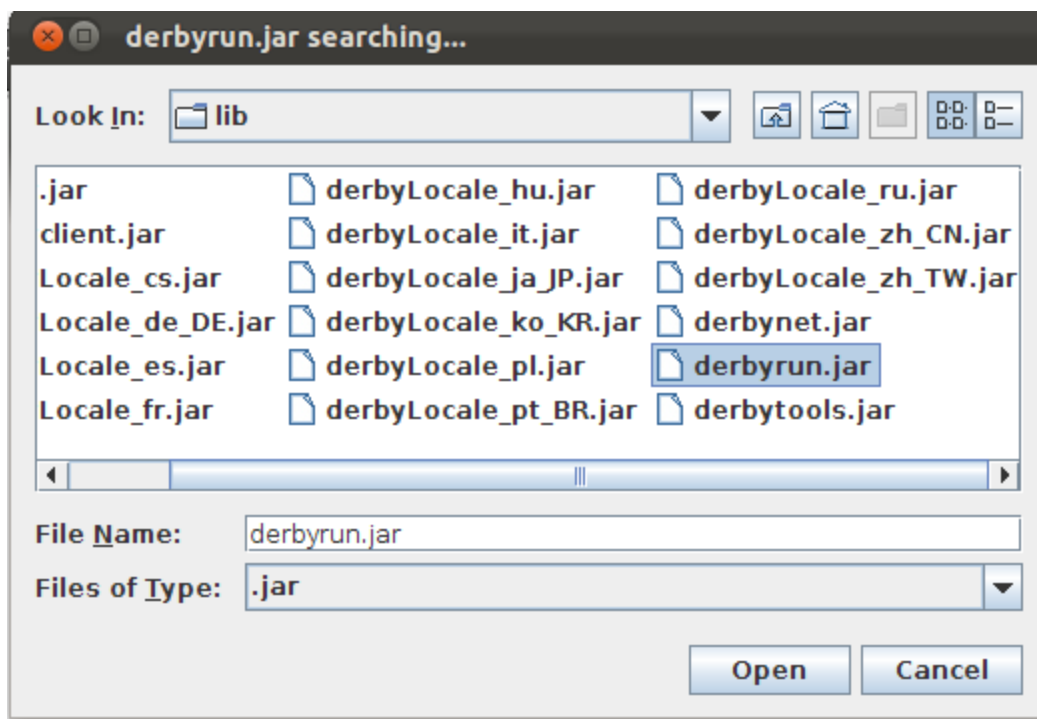 derbyrun.jar searching...
Look In: lib
.jar derbyLocale_hu.jar derbyLocale_ru.jar
client.jar derbyLocale_it.jar derbyLocale_zh_CN.jar
Locale_cs.jar derbyLocale_ja_JP.jar derbyLocale_zh_TW.jar
Locale_de_DE.jar derbyLocale_ko_KR.jar derbynet.jar
Locale_es.jar derbyLocale_pl.jar derbyrun.jar
Locale_fr.jar derbyLocale_pt_BR.jar derbytools.jar
File Name: derbyrun.jar
Files of Type: .jar
Open Cancel